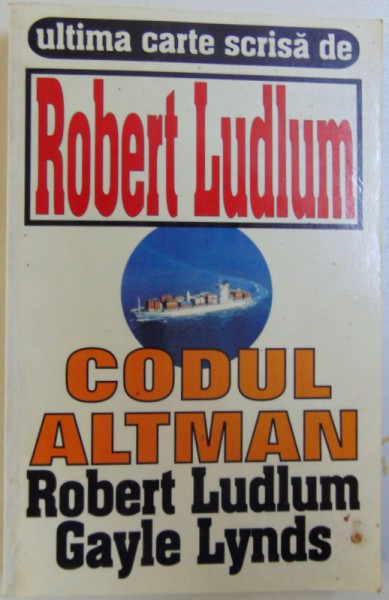 ultima carte scrisă de
Robert Ludlum
CODUL
ALTMAN
Robert Ludlum
Gayle Lynds